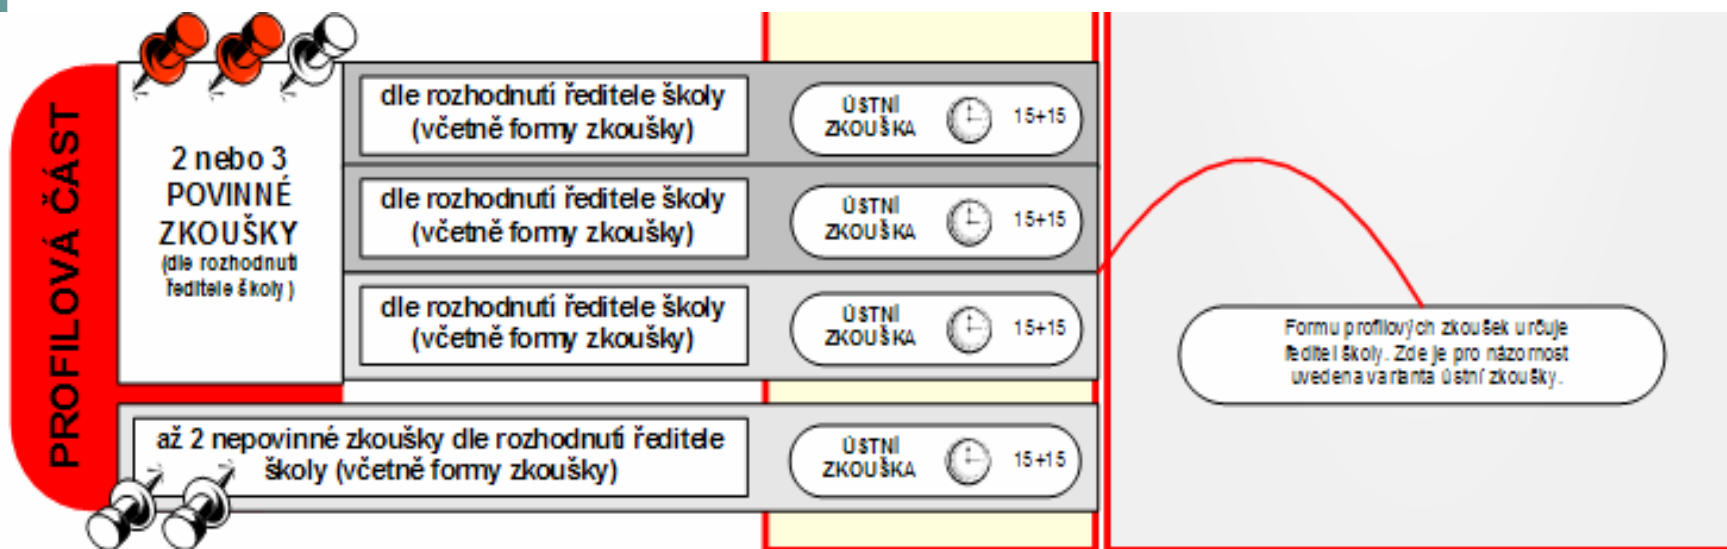 PROFILOVÁ ČÁST
2 nebo 3
POVINNÉ
ZKOUŠKY
(dle rozhodnutí
ředitele školy)
dle rozhodnutí ředitele školy
(včetně formy zkoušky)
ÚSTNÍ
ZKOUŠKA
15+15
dle rozhodnutí ředitele školy
(včetně formy zkoušky)
ÚSTNÍ
ZKOUŠKA
15+15
dle rozhodnutí ředitele školy
(včetně formy zkoušky)
ÚSTNÍ
ZKOUŠKA
15+15
až 2 nepovinné zkoušky dle rozhodnutí ředitele
školy (včetně formy zkoušky)
ÚSTNÍ
ZKOUŠKA
15+15
Formu profilových zkoušek určuje
ředitel školy. Zde je pro názornost
uvedena varianta ústní zkoušky.